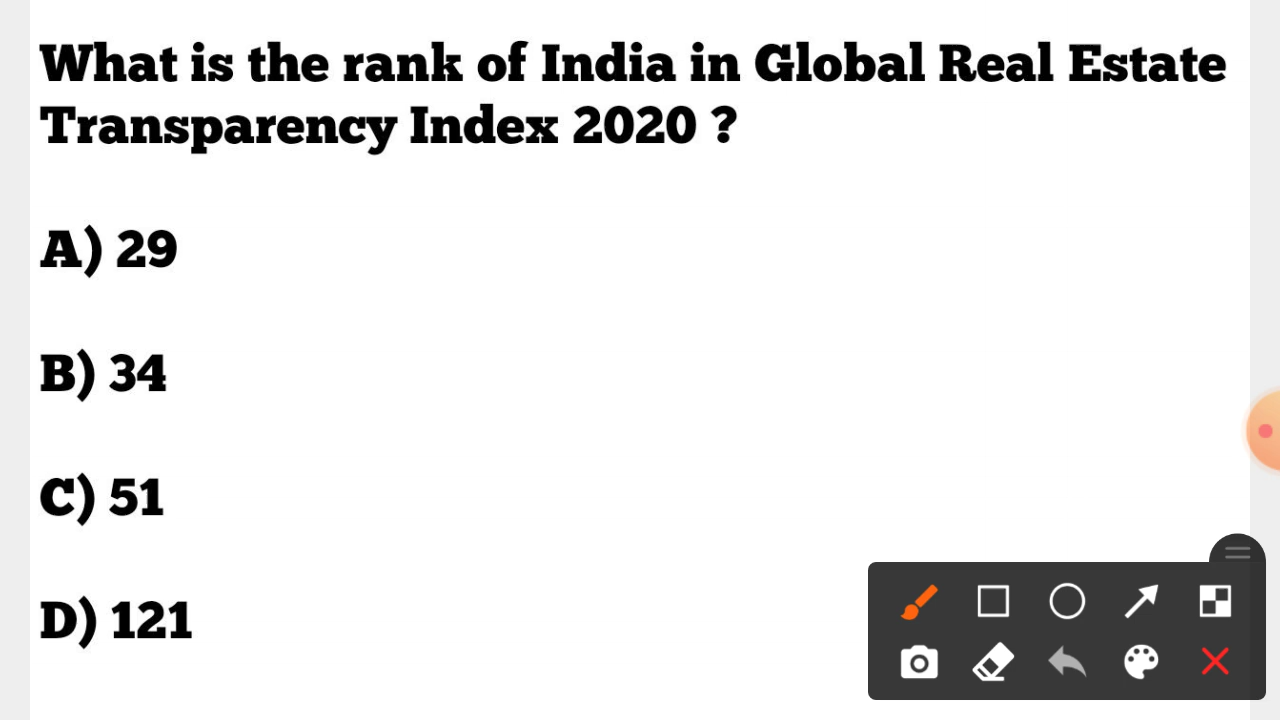 What is the rank of India in Global Real Estate
Transparency Index 2020 ?
A) 29
B) 34
C) 51
D) 121